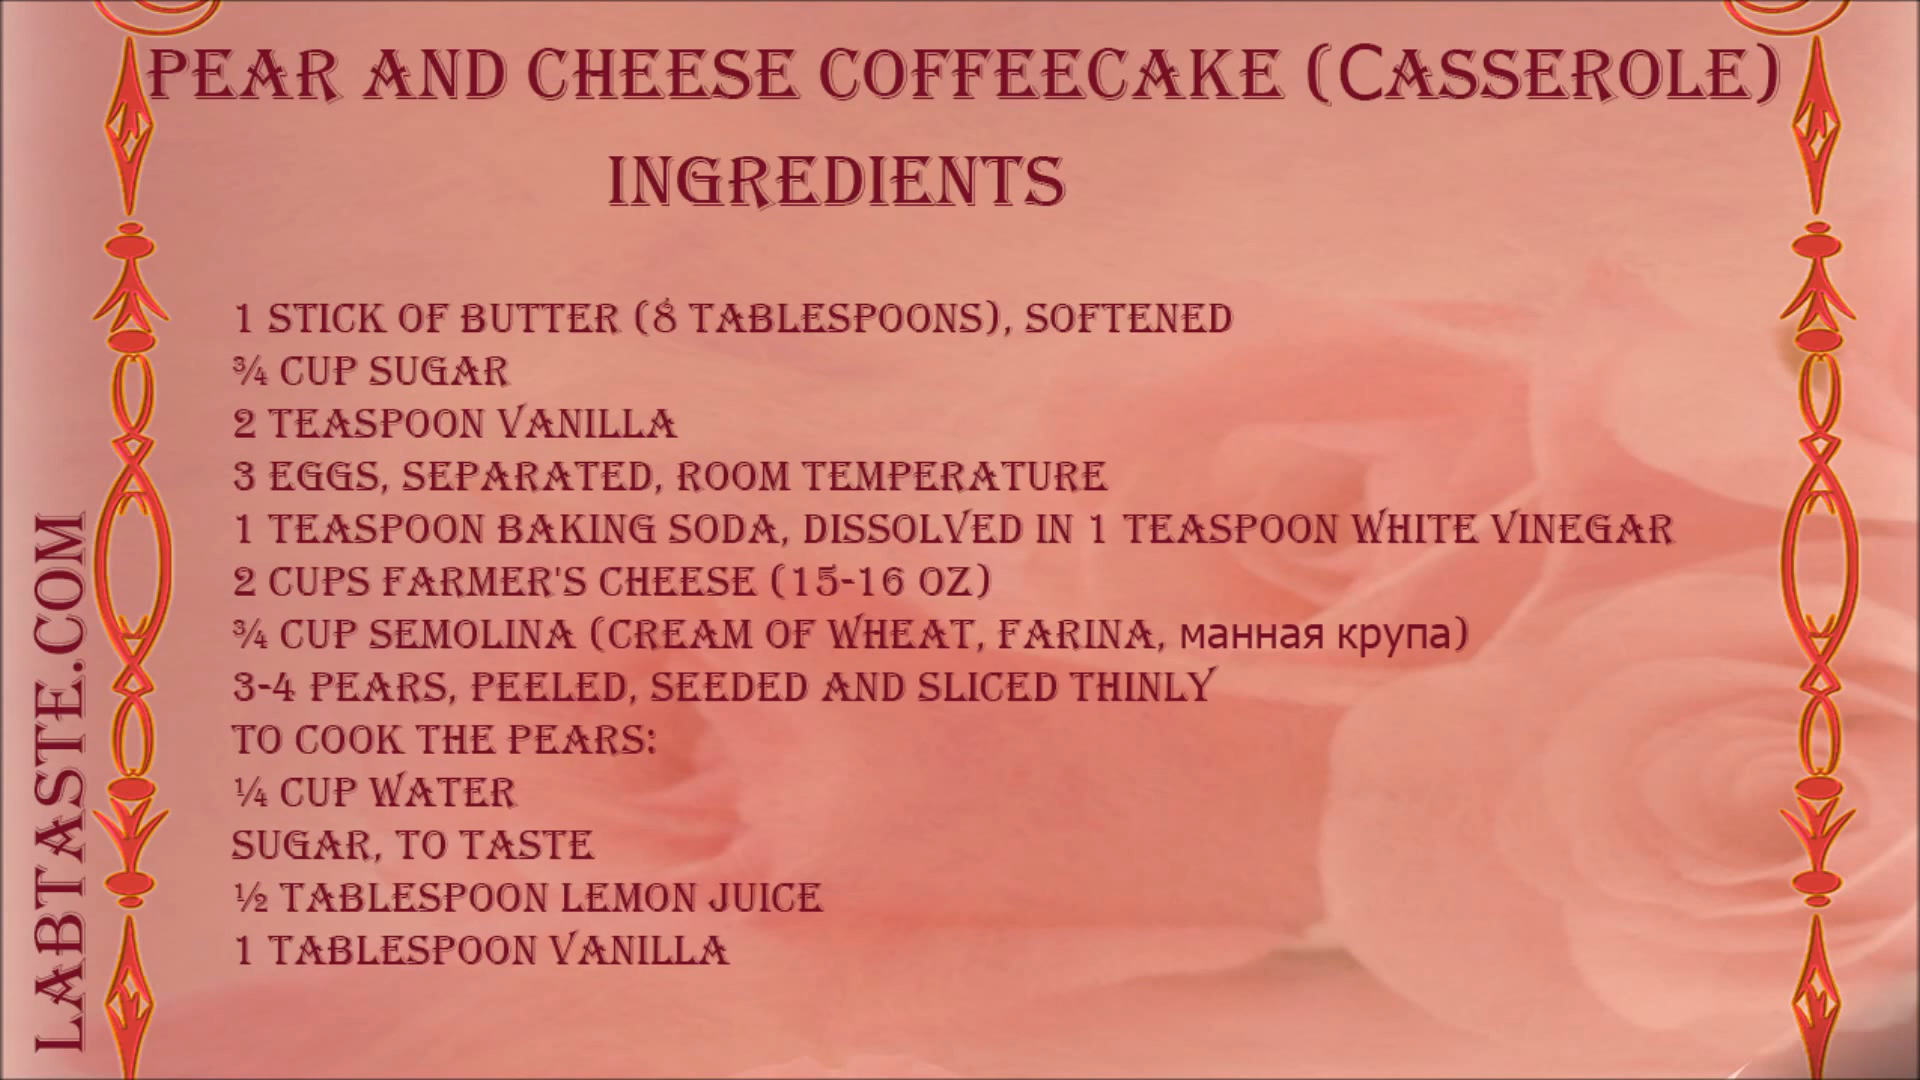 PEAR AND CHEESE COFFEECAKE (CASSEROLE)
INGREDIENTS
1 STICK OF BUTTER (8 TABLESPOONS), SOFTENED
¾ CUP SUGAR
2 TEASPOON VANILLA
3 EGGS, SEPARATED, ROOM TEMPERATURE
1 TEASPOON BAKING SODA, DISSOLVED IN 1 TEASPOON WHITE VINEGAR
2 CUPS FARMER'S CHEESE (15-16 OZ)
¾ CUP SEMOLINA (CREAM OF WHEAT, FARINA, манная крупа)
3-4 PEARS, PEELED, SEEDED AND SLICED THINLY
TO COOK THE PEARS:
¼ CUP WATER
SUGAR, TO TASTE
½ TABLESPOON LEMON JUICE
1 TABLESPOON VANILLA
LABTASTE.COM